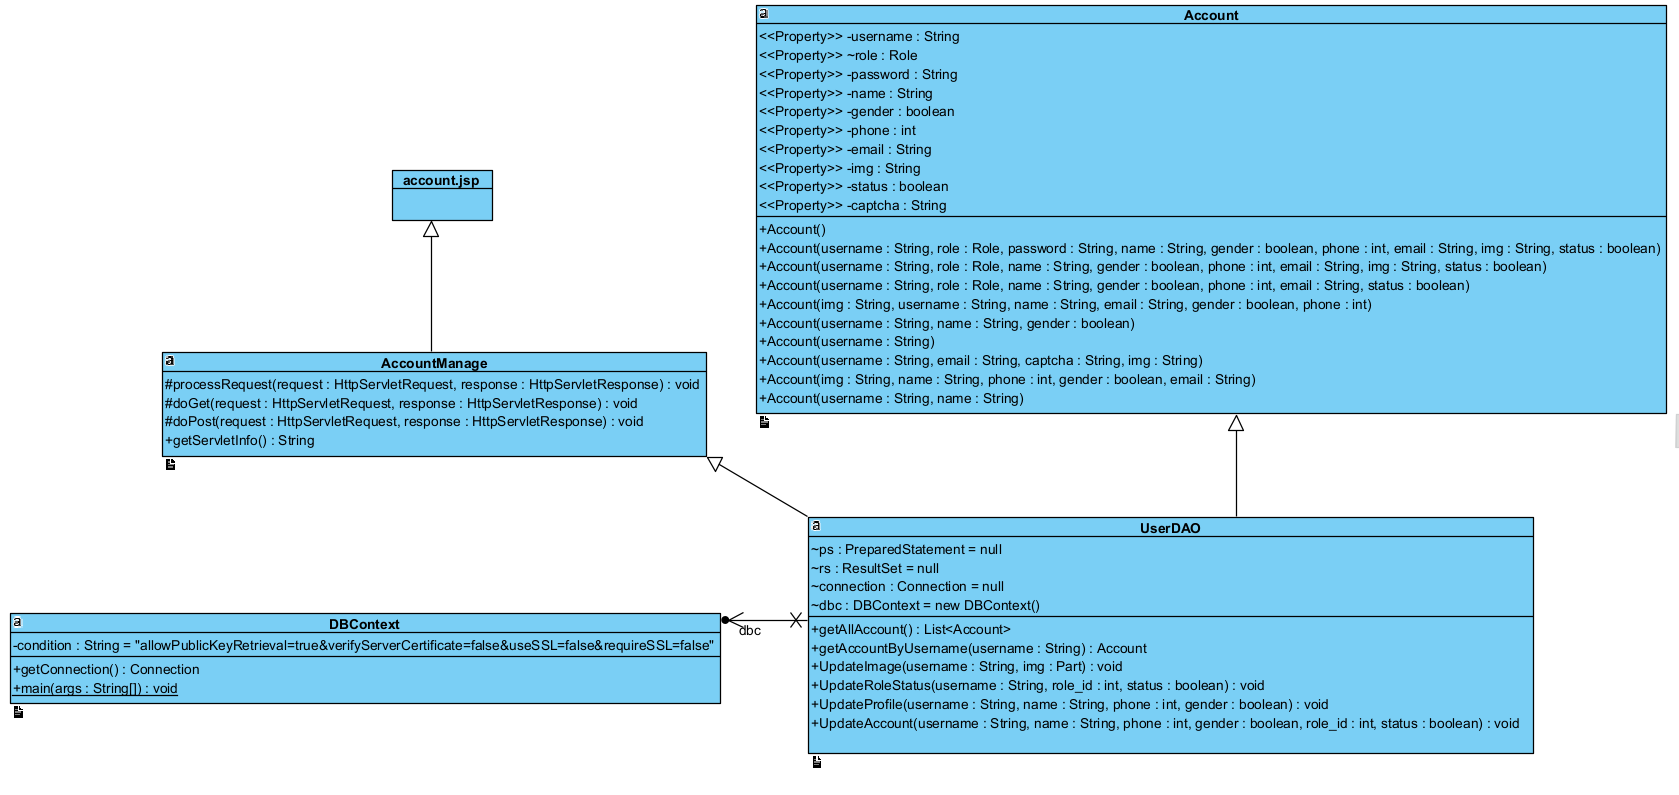 Account
<<Property>> -username : String
<<Property>> ~role : Role
<<Property>> -password : String
<<Property>> -name : String
<<Property>> -gender : boolean
<<Property>> -phone : int
<<Property>> -email : String
<<Property>> -img : String
<<Property>> -status : boolean
<<Property>> -captcha : String
+Account()
+Account(username : String, role : Role, password : String, name : String, gender : boolean, phone : int, email : String, img : String, status : boolean)
+Account(username : String, role : Role, name : String, gender : boolean, phone : int, email : String, img : String, status : boolean)
+Account(username : String, role : Role, name : String, gender : boolean, phone : int, email : String, status : boolean)
+Account(img : String, username : String, name : String, email : String, gender : boolean, phone : int)
+Account(username : String, name : String, gender : boolean)
+Account(username : String)
+Account(username : String, email : String, captcha : String, img : String)
+Account(img : String, name : String, phone : int, gender : boolean, email : String)
+Account(username : String, name : String)
account.jsp
AccountManage
#processRequest(request : HttpServletRequest, response : HttpServletResponse) : void
#doGet(request : HttpServletRequest, response : HttpServletResponse) : void
#doPost(request : HttpServletRequest, response : HttpServletResponse) : void
+getServletInfo() : String
UserDAO
~ps : PreparedStatement = null
~rs : ResultSet = null
~connection : Connection = null
~dbc : DBContext = new DBContext()
+getAllAccount() : List<Account>
+getAccountByUsername(username : String) : Account
+UpdateImage(username : String, img : Part) : void
+UpdateRoleStatus(username : String, role_id : int, status : boolean) : void
+UpdateProfile(username : String, name : String, phone : int, gender : boolean) : void
+UpdateAccount(username : String, name : String, phone : int, gender : boolean, role_id : int, status : boolean) : void
dbc
DBContext
-condition : String = "allowPublicKeyRetrieval=true&verifyServerCertificate=false&useSSL=false&requireSSL=false"
+getConnection() : Connection
+main(args : String[]) : void